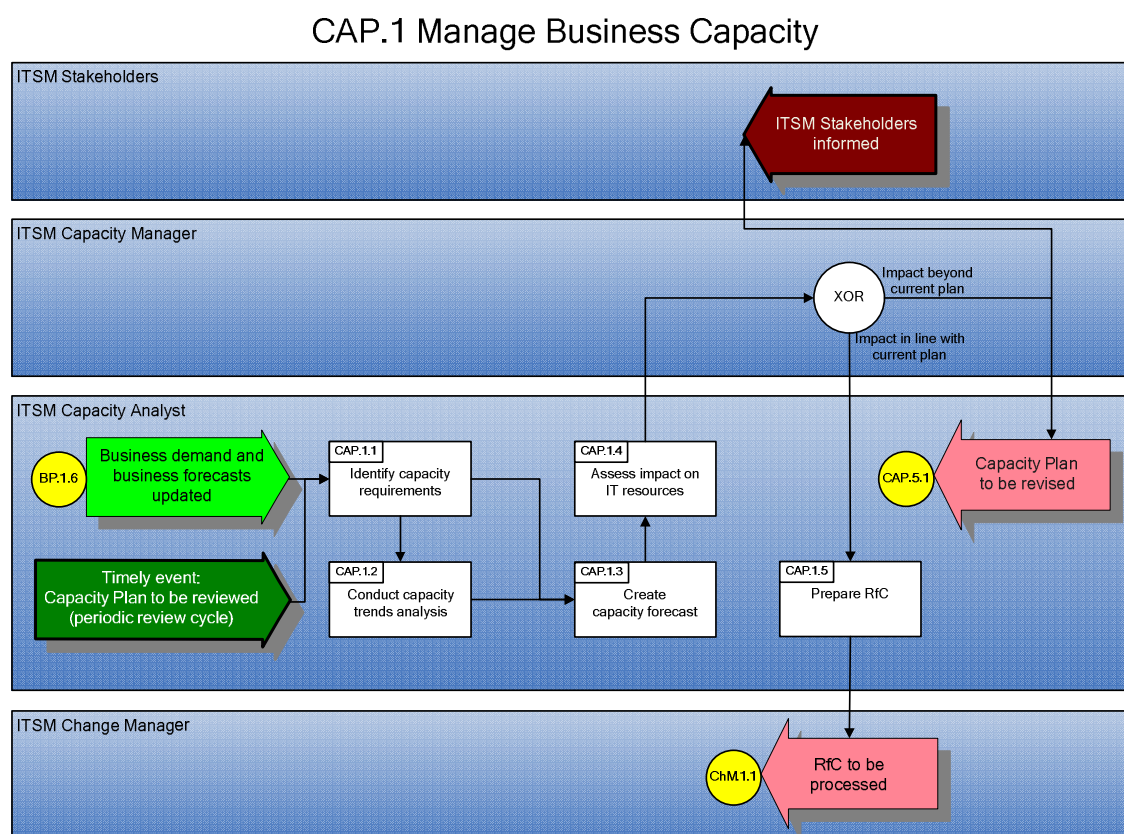 CAP.1 Manage Business Capacity
ITSM Stakeholders
ITSM Stakeholders
informed
ITSM Capacity Manager
XOR
Impact beyond
current plan
Impact in line with
current plan
ITSM Capacity Analyst
BP.1.6
Business demand and
business forecasts
updated
CAP.1.1
Identify capacity
requirements
CAP.1.4
Assess impact on
IT resources
CAP.5.1
Capacity Plan
to be revised
Timely event:
Capacity Plan to be reviewed
(periodic review cycle)
CAP.1.2
Conduct capacity
trends analysis
CAP.1.3
Create
capacity forecast
CAP.1.5
Prepare RfC
ITSM Change Manager
ChM.1.1
RfC to be
processed